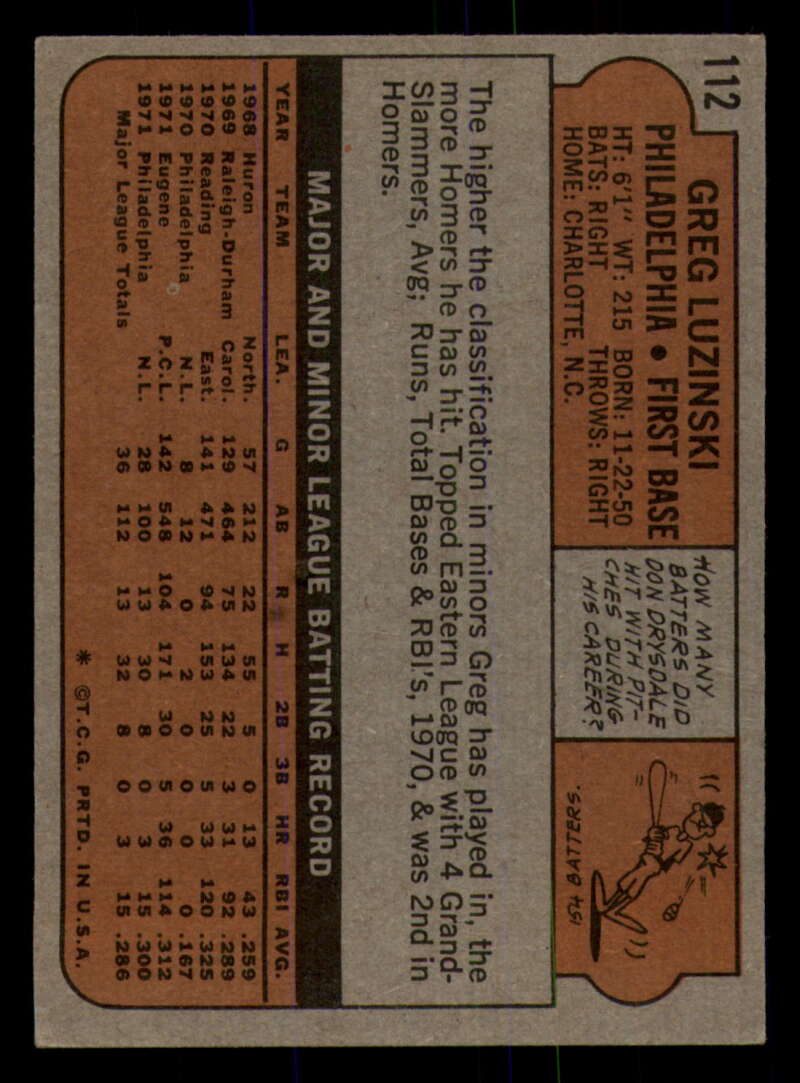 112
GREG LUZINSKI
PHILADELPHIA • FIRST BASE
HT: 6'1" WT: 215 BORN: 11-22-50
BATS: RIGHT THROWS: RIGHT
HOME: CHARLOTTE, N.C.
HOW MANY
BATTERS DID
DON DRYSDALE
HIT WITH PIT-
CHES DURING
HIS CAREER?
154 BATTERS.
The higher the classification in minors Greg has played in, the
more Homers he has hit. Topped Eastern League with 4 Grand-
Slammers, Avg; Runs, Total Bases & RBI's, 1970, & was 2nd in
Homers.
MAJOR AND MINOR LEAGUE BATTING RECORD
YEAR TEAM LEA. G AB R H 2B 3B HR RBI AVG.
1968 Huron North. 57 212 22 55 5 0 13 43 .259
1969 Raleigh-Durham Carol. 129 464 75 134 22 3 31 92 .289
1970 Reading East. 141 471 94 153 25 5 33 120 .325
1970 Philadelphia N.L. 8 12 0 2 0 0 0 0 .167
1971 Eugene P.C.L. 142 548 104 171 30 5 36 114 .312
1971 Philadelphia N.L. 28 100 13 30 8 0 3 15 .300
Major League Totals 36 112 13 32 8 0 3 15 .286
* ©T.C.G. PRTD. IN U.S.A.